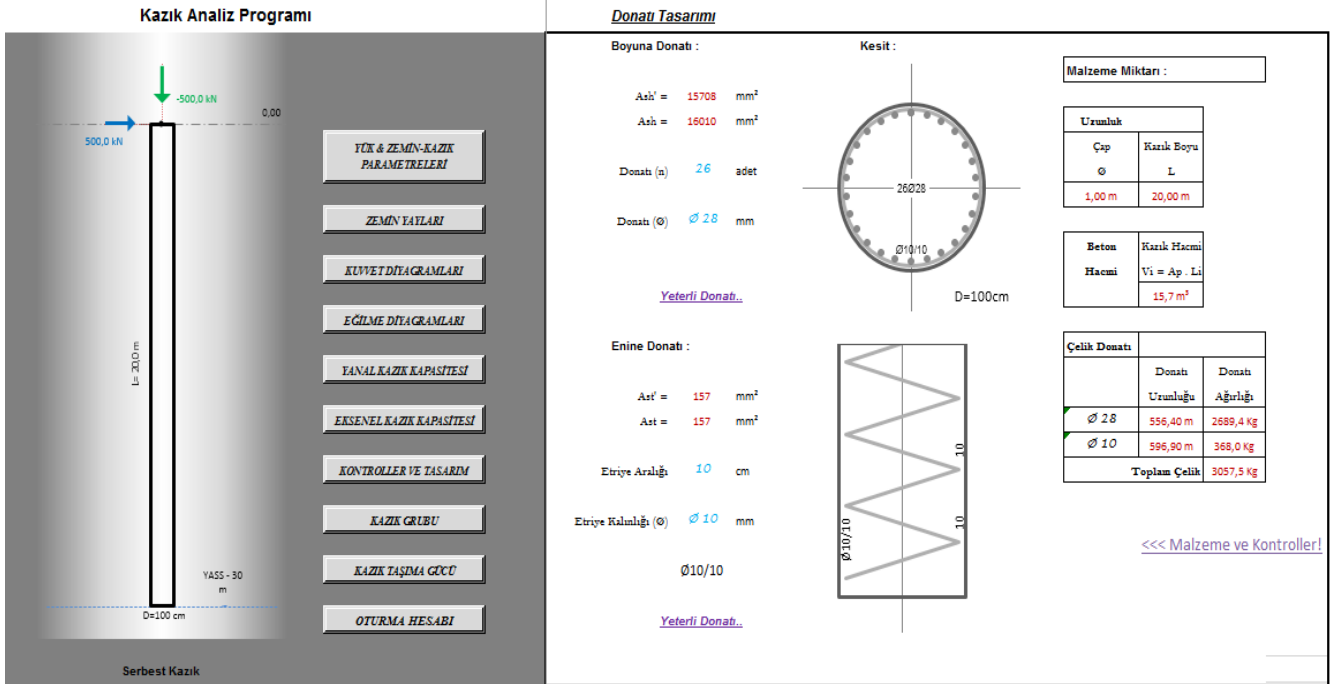 Kazık Analiz Programı
-500,0 kN
0,00
500,0 kN
L= 20,0 m
YASS - 30
m
D=100 cm
Serbest Kazık
YÜK & ZEMİN-KAZIK
PARAMETRELERİ
ZEMİN YAYLARI
KUVVET DİYAGRAMLARI
EĞİLME DİYAGRAMLARI
YANAL KAZIK KAPASİTESİ
EKSENEL KAZIK KAPASİTESİ
KONTROLLER VE TASARIM
KAZIK GRUBU
KAZIK TAŞIMA GÜCÜ
OTURMA HESABI
Donatı Tasarımı
Boyuna Donatı :
Ash' = 15708 mm²
Ash = 16010 mm²
Donatı (n) 26 adet
Donatı (Ø) Ø 28 mm
Yeterli Donatı..
Kesit :
26Ø28
Ø10/10
D=100cm
Enine Donatı :
Ast' = 157 mm²
Ast = 157 mm²
Etriye Aralığı 10 cm
Etriye Kalınlığı (Ø) Ø 10 mm
Ø10/10
Yeterli Donatı..
10
10
Ø10/10
Malzeme Miktarı :
Uzunluk
Çap Kazık Boyu
Ø L
1,00 m 20,00 m
Beton Kazık Hacmi
Hacmi Vi = Ap . Li
15,7 m³
Çelik Donatı
Donatı Donatı
Uzunluğu Ağırlığı
Ø 28 556,40 m 2689,4 Kg
Ø 10 596,90 m 368,0 Kg
Toplam Çelik 3057,5 Kg
<<< Malzeme ve Kontroller!